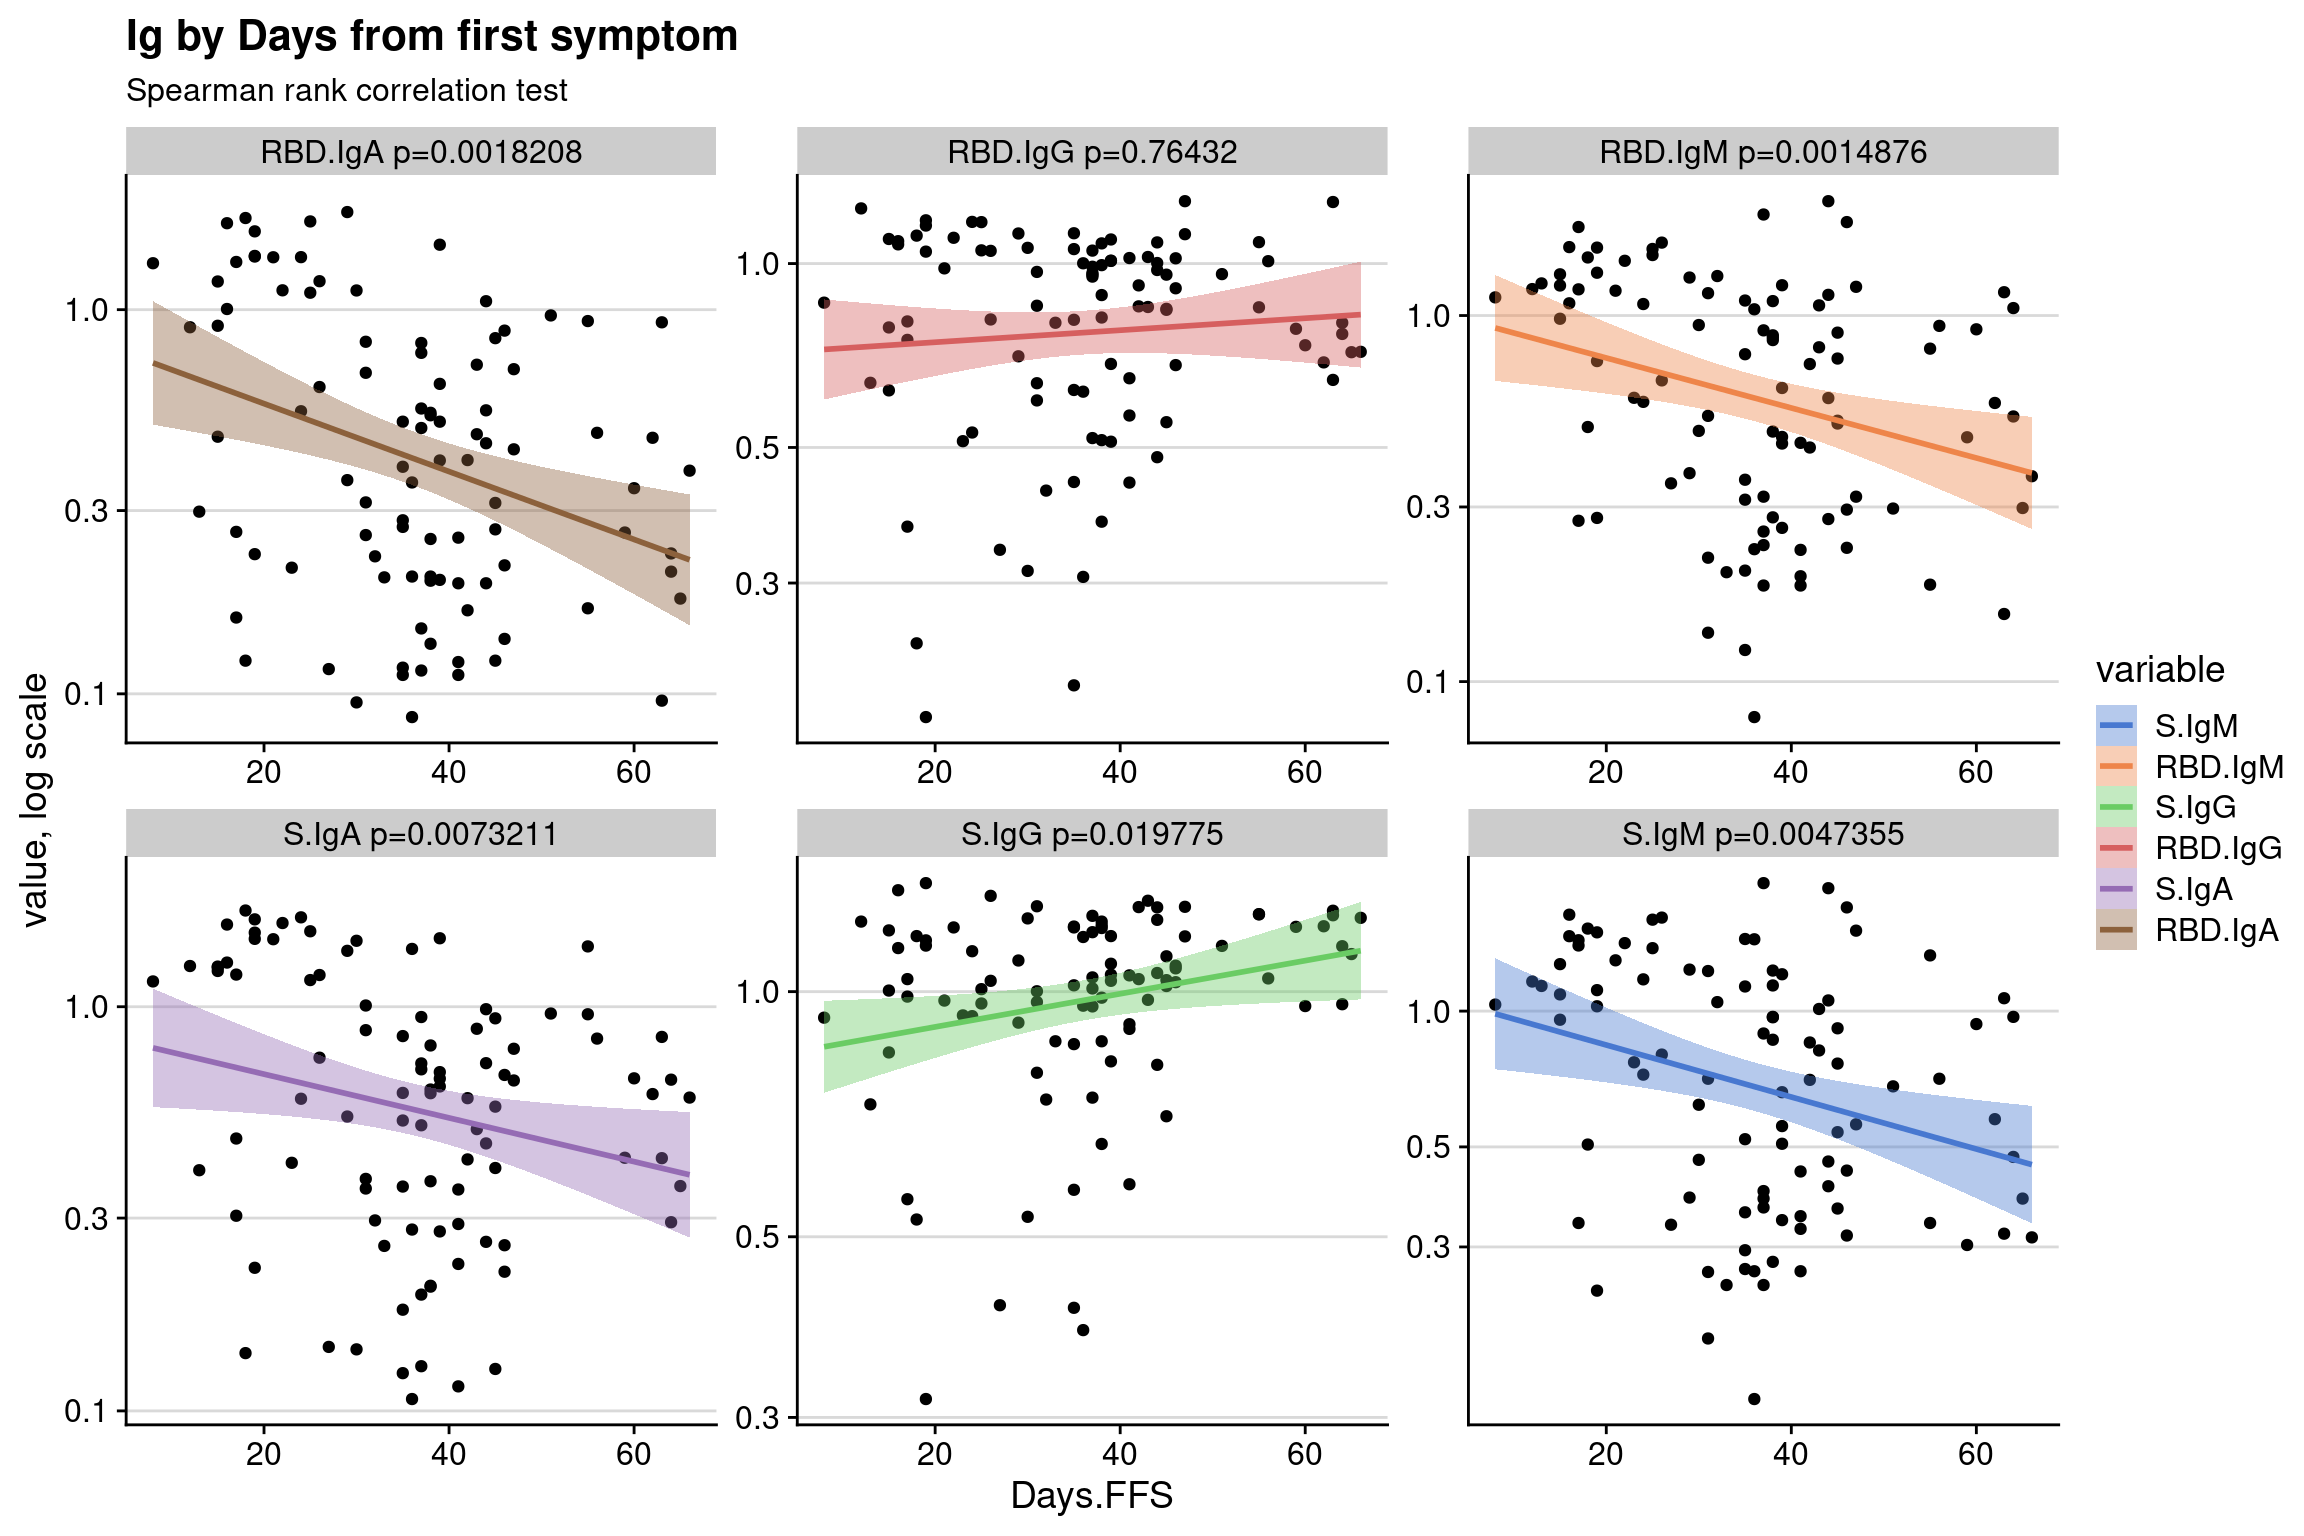 Ig by Days from first symptom
Spearman rank correlation test
RBD.IgA p=0.0018208
RBD.IgG p=0.76432
RBD.IgM p=0.0014876
1.0
0.3
0.1
20 40 60
1.0
0.5
0.3
20 40 60
1.0
0.3
0.1
20 40 60
S.IgA p=0.0073211
S.IgG p=0.019775
S.IgM p=0.0047355
1.0
0.3
0.1
20 40 60
1.0
0.5
0.3
20 40 60
1.0
0.5
0.3
20 40 60
value, log scale
Days.FFS
variable
S.IgM
RBD.IgM
S.IgG
RBD.IgG
S.IgA
RBD.IgA